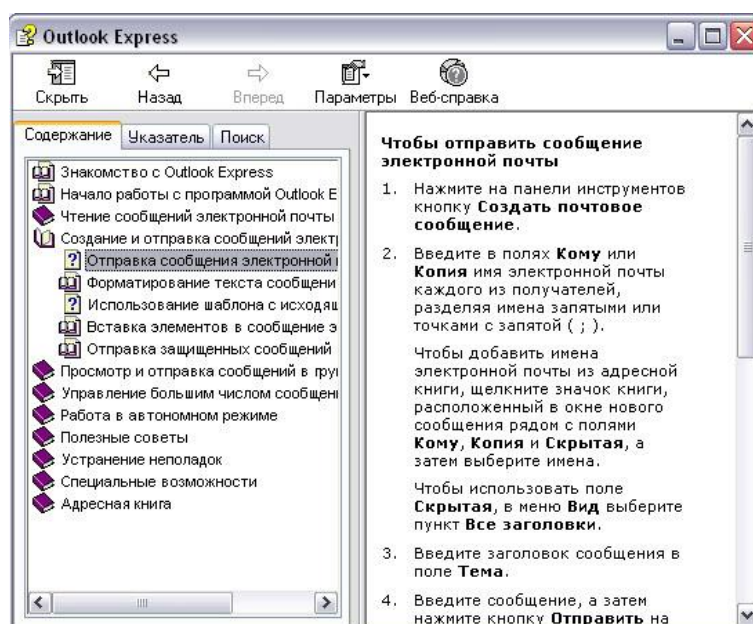 Outlook Express
Скрыть Назад Вперед Параметры Веб-справка
Содержание Указатель Поиск
Знакомство с Outlook Express
Начало работы с программой Outlook E
Чтение сообщений электронной почты
Создание и отправка сообщений элект
Отправка сообщения электронной
Форматирование текста сообщени
Использование шаблона с исходящ
Вставка элементов в сообщение э
Отправка защищенных сообщений
Просмотр и отправка сообщений в гру
Управление большим числом сообщен
Работа в автономном режиме
Полезные советы
Устранение неполадок
Специальные возможности
Адресная книга
Чтобы отправить сообщение
электронной почты
1. Нажмите на панели инструментов
кнопку Создать почтовое
сообщение.
2. Введите в полях Кому или
Копия имя электронной почты
каждого из получателей,
разделяя имена запятыми или
точками с запятой ( ; ).
Чтобы добавить имена
электронной почты из адресной
книги, щелкните значок книги,
расположенный в окне нового
сообщения рядом с полями
Кому, Копия и Скрытая, а
затем выберите имена.
Чтобы использовать поле
Скрытая, в меню Вид выберите
пункт Все заголовки.
3. Введите заголовок сообщения в
поле Тема.
4. Введите сообщение, а затем
нажмите кнопку Отправить на